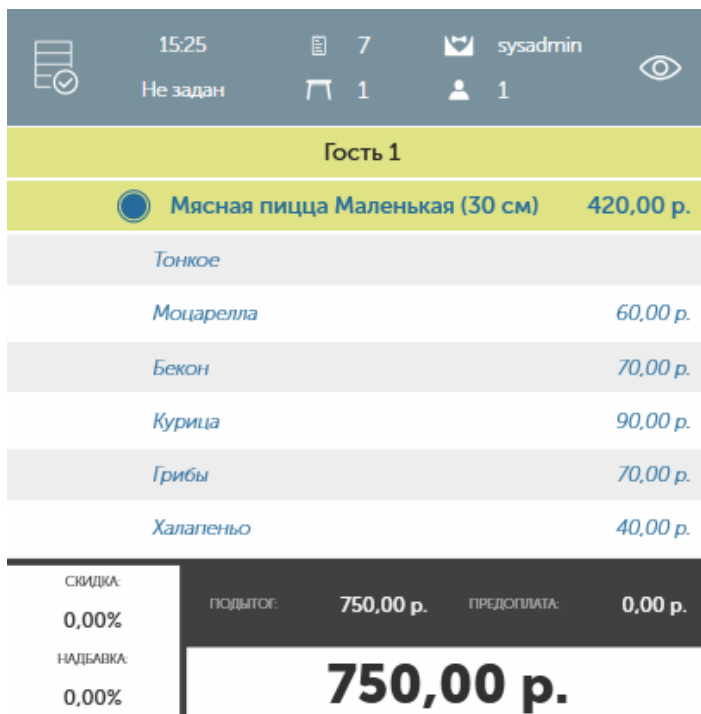 15:25 7 sysadmin
Не задан 1 1
Гость 1
Мясная пицца Маленькая (30 см) 420,00 р.
Тонкое
Моцарелла 60,00 р.
Бекон 70,00 р.
Курица 90,00 р.
Грибы 70,00 р.
Халапеньо 40,00 р.
СКИДКА:
0,00%
ПОДЫТОГ: 750,00 р. ПРЕДОПЛАТА: 0,00 р.
НАДБАВКА:
0,00%
750,00 р.